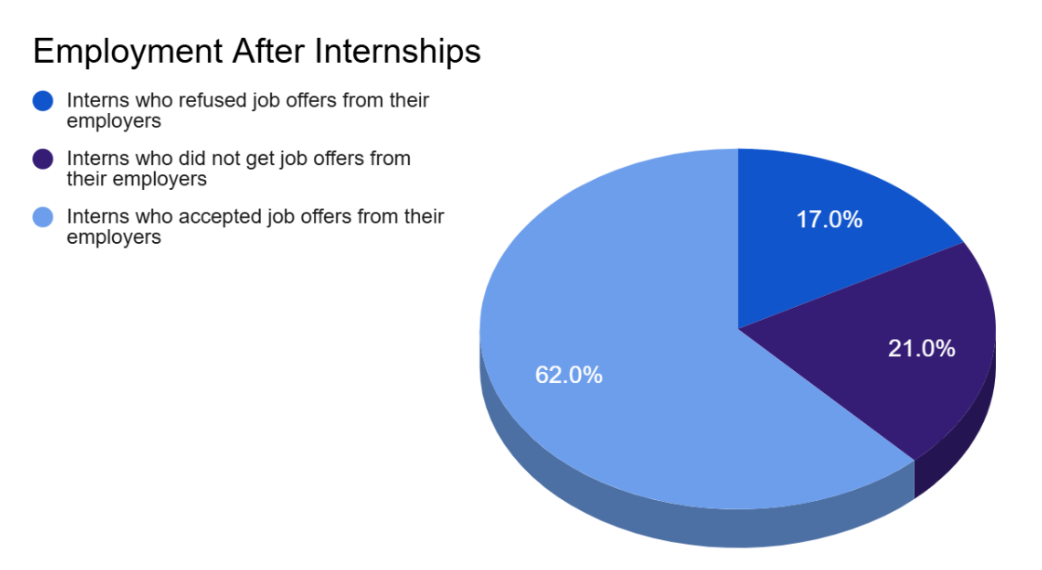 Employment After Internships
Interns who refused job offers from their
employers
Interns who did not get job offers from
their employers
Interns who accepted job offers from their
employers
17.0%
21.0%
62.0%